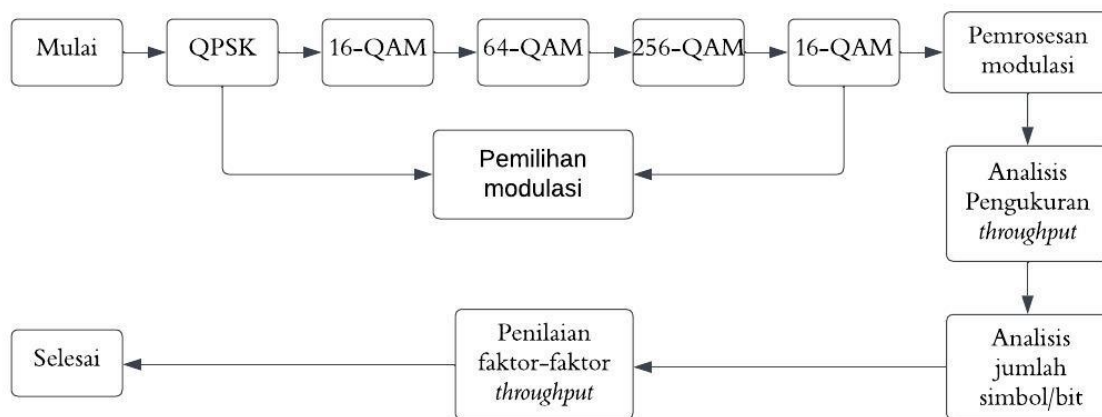 Mulai
QPSK
16-QAM
64-QAM
256-QAM
16-QAM
Pemrosesan
modulasi
Pemilihan
modulasi
Analisis
Pengukuran
throughput
Analisis
jumlah
simbol/bit
Penilaian
faktor-faktor
throughput
Selesai